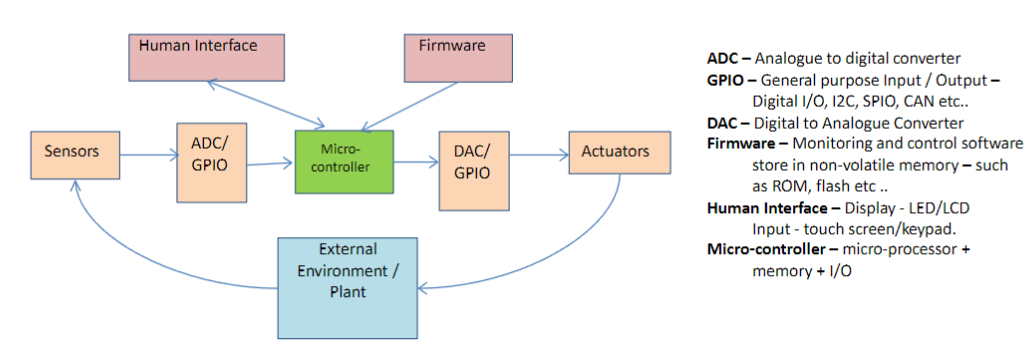 Human Interface
Firmware
Sensors
ADC/
GPIO
Micro-
controller
DAC/
GPIO
Actuators
External
Environment /
Plant
ADC – Analogue to digital converter
GPIO – General purpose Input / Output –
Digital I/O, I2C, SPIO, CAN etc..
DAC – Digital to Analogue Converter
Firmware – Monitoring and control software
store in non-volatile memory – such
as ROM, flash etc ..
Human Interface – Display - LED/LCD
Input - touch screen/keypad.
Micro-controller – micro-processor +
memory + I/O